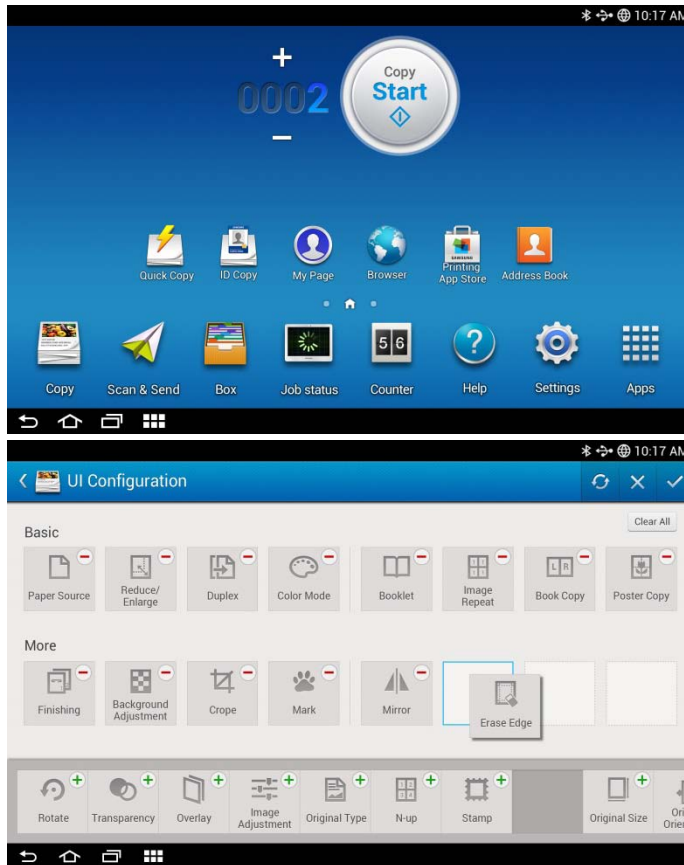 10:17 AM
+
0002
−
Copy
Start
Quick Copy
ID Copy
My Page
Browser
Printing
App Store
Address Book
56
?
Copy
Scan & Send
Box
Job status
Counter
Help
Settings
Apps
10:17 AM
UI Configuration
Clear All
Basic
Paper Source
Reduce/
Enlarge
Duplex
Color Mode
Booklet
Image
Repeat
L R
Book Copy
Poster Copy
More
Finishing
Background
Adjustment
Crope
Mark
Mirror
Erase Edge
Rotate
Transparency
Overlay
Image
Adjustment
Original Type
N-up
Stamp
Original Size